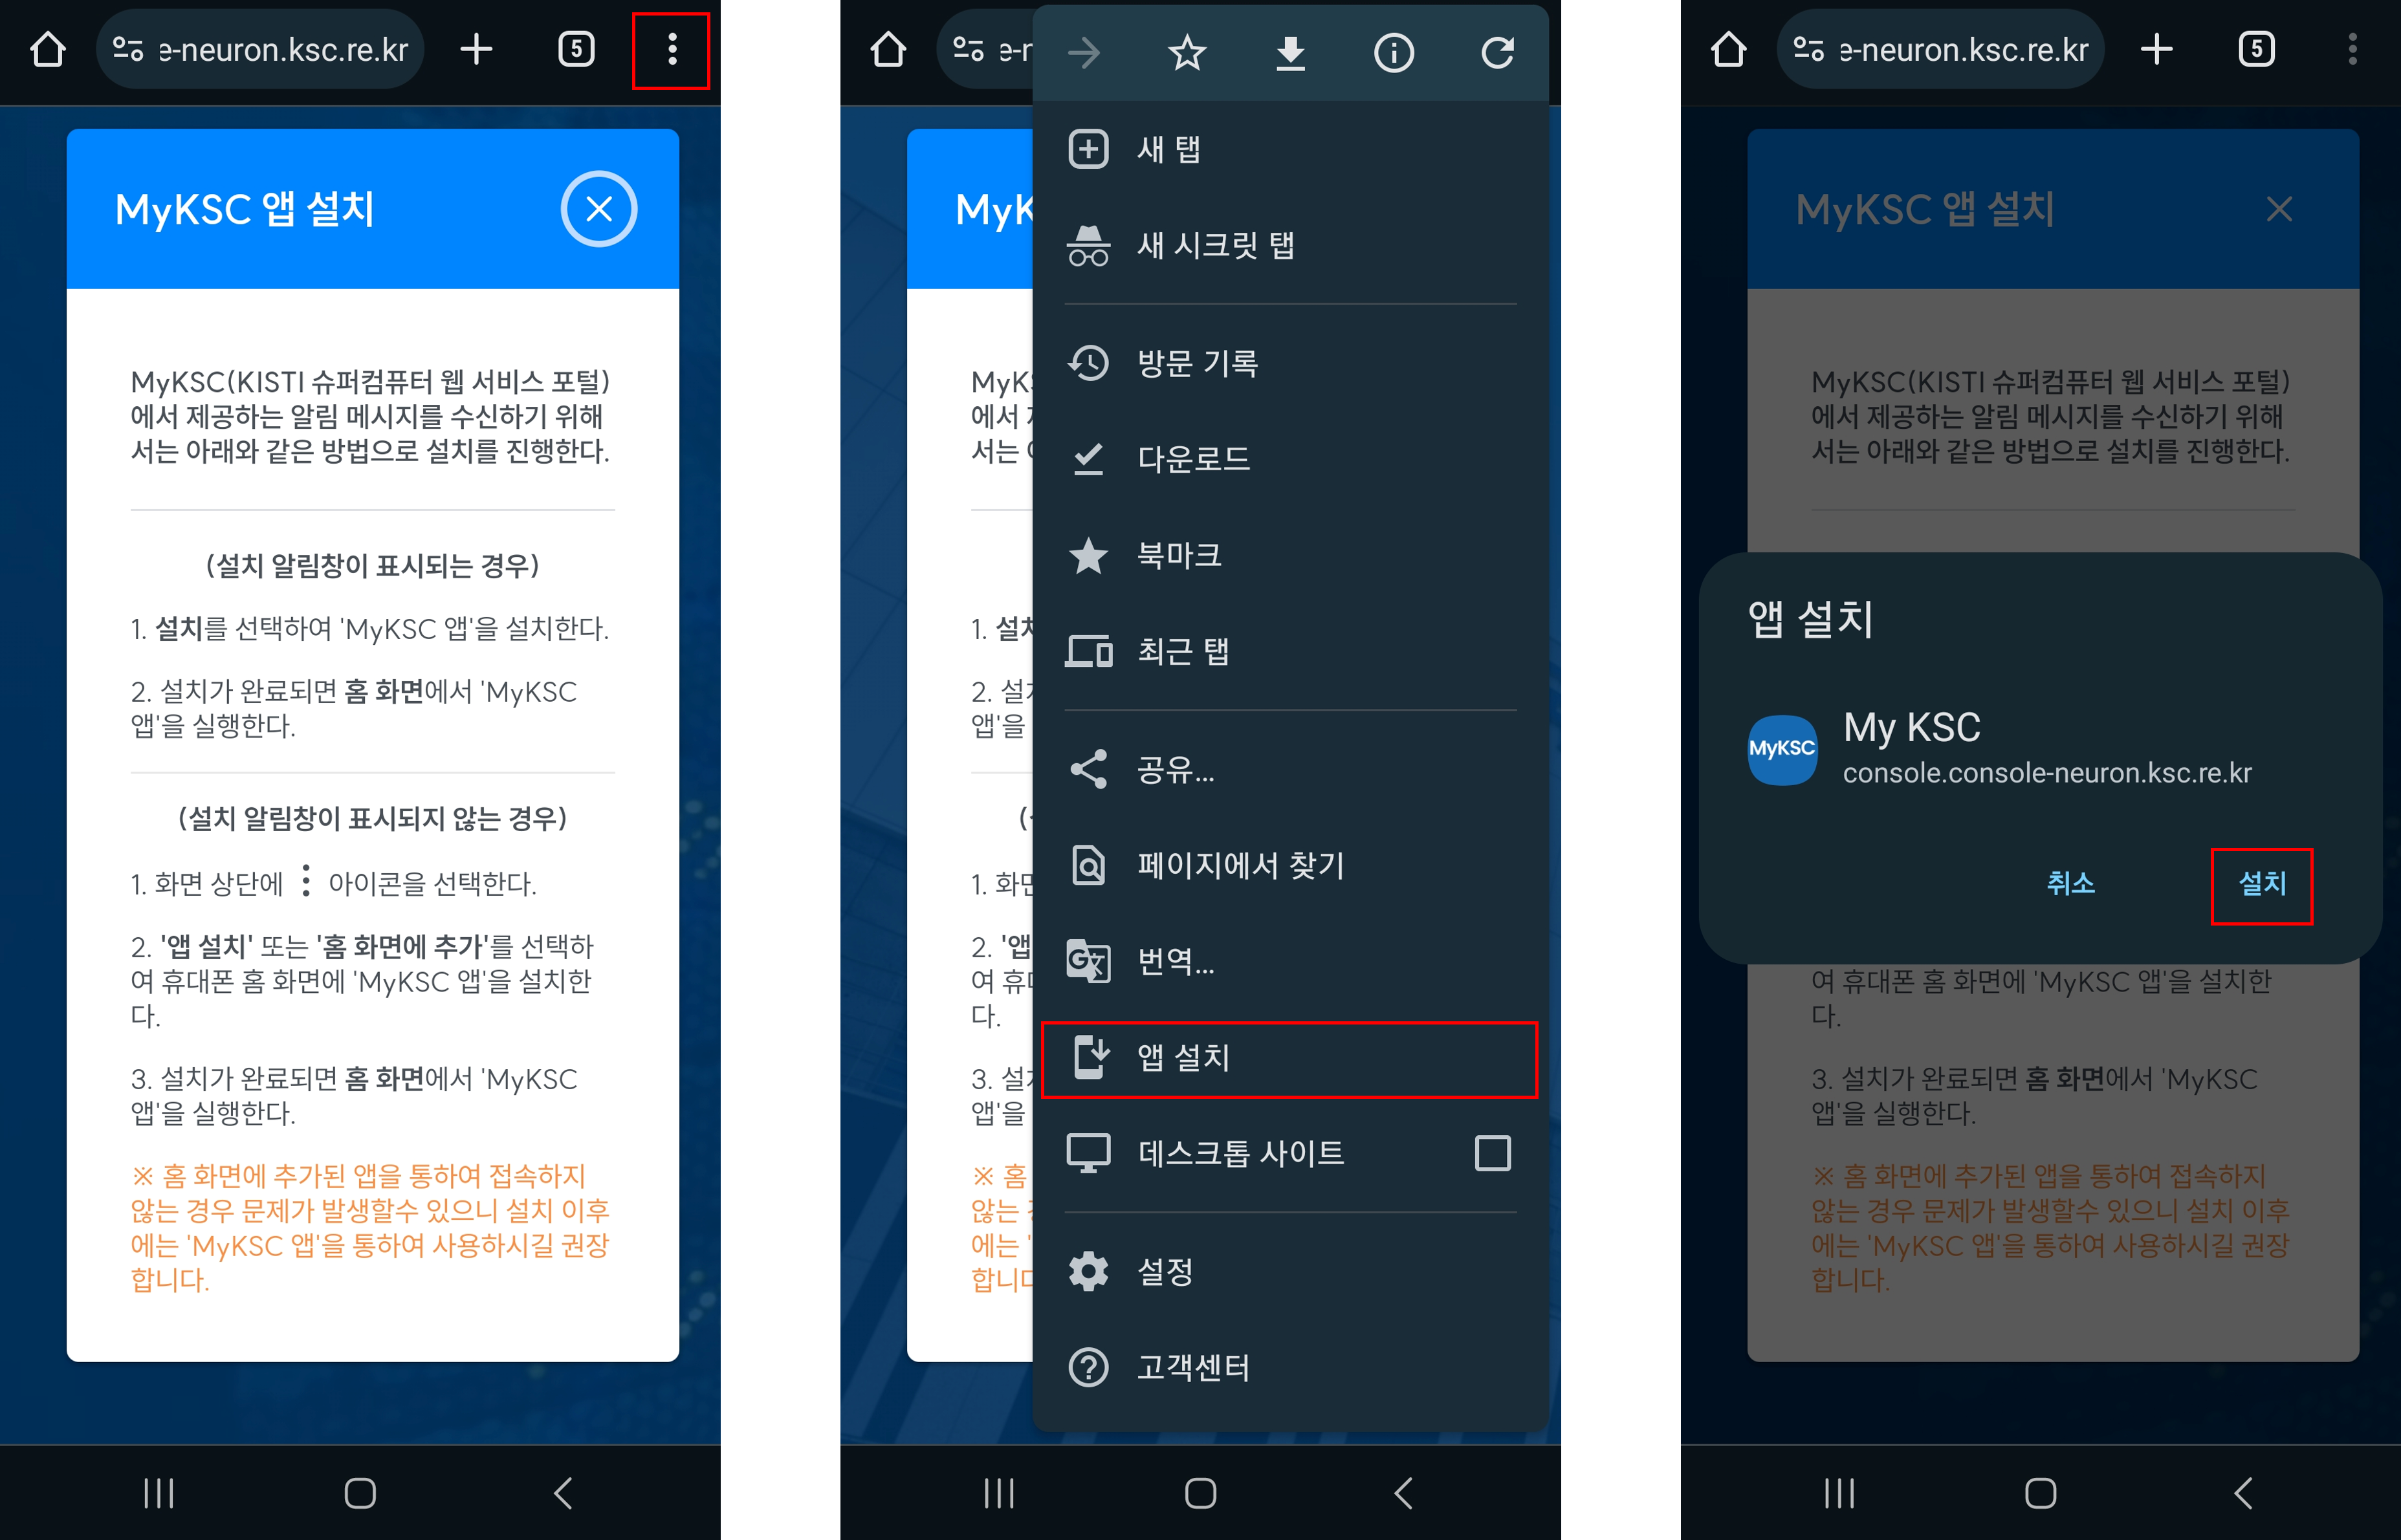 e-neuron.ksc.re.kr
5
MyKSC 앱 설치
MyKSC(KISTI 슈퍼컴퓨터 웹 서비스 포털)
에서 제공하는 알림 메시지를 수신하기 위해
서는 아래와 같은 방법으로 설치를 진행한다.
(설치 알림창이 표시되는 경우)
1. 설치를 선택하여 'MyKSC 앱'을 설치한다.
2. 설치가 완료되면 홈 화면에서 'MyKSC
앱'을 실행한다.
(설치 알림창이 표시되지 않는 경우)
1. 화면 상단에 ⋮ 아이콘을 선택한다.
2. '앱 설치' 또는 '홈 화면에 추가'를 선택하
여 휴대폰 홈 화면에 'MyKSC 앱'을 설치한
다.
3. 설치가 완료되면 홈 화면에서 'MyKSC
앱'을 실행한다.
※ 홈 화면에 추가된 앱을 통하여 접속하지
않는 경우 문제가 발생할수 있으니 설치 이후
에는 'MyKSC 앱'을 통하여 사용하시길 권장
합니다.
e-n
MyK
MyKS
에서
서는
1. 설치
2. 설치
앱'을
(
1. 화면
2. '앱
여 휴대
다.
3. 설치
앱'을
※ 홈
않는
에는 '
합니다
새 탭
새 시크릿 탭
방문 기록
다운로드
북마크
최근 탭
공유...
페이지에서 찾기
번역...
앱 설치
데스크톱 사이트
설정
고객센터
e-neuron.ksc.re.kr
5
MyKSC 앱 설치
MyKSC(KISTI 슈퍼컴퓨터 웹 서비스 포털)
에서 제공하는 알림 메시지를 수신하기 위해
서는 아래와 같은 방법으로 설치를 진행한다.
앱 설치
MyKSC
My KSC
console.console-neuron.ksc.re.kr
취소
설치
여 휴대폰 홈 화면에 'MyKSC 앱'을 설치한
다.
3. 설치가 완료되면 홈 화면에서 'MyKSC
앱'을 실행한다.
※ 홈 화면에 추가된 앱을 통하여 접속하지
않는 경우 문제가 발생할수 있으니 설치 이후
에는 'MyKSC 앱'을 통하여 사용하시길 권장
합니다.